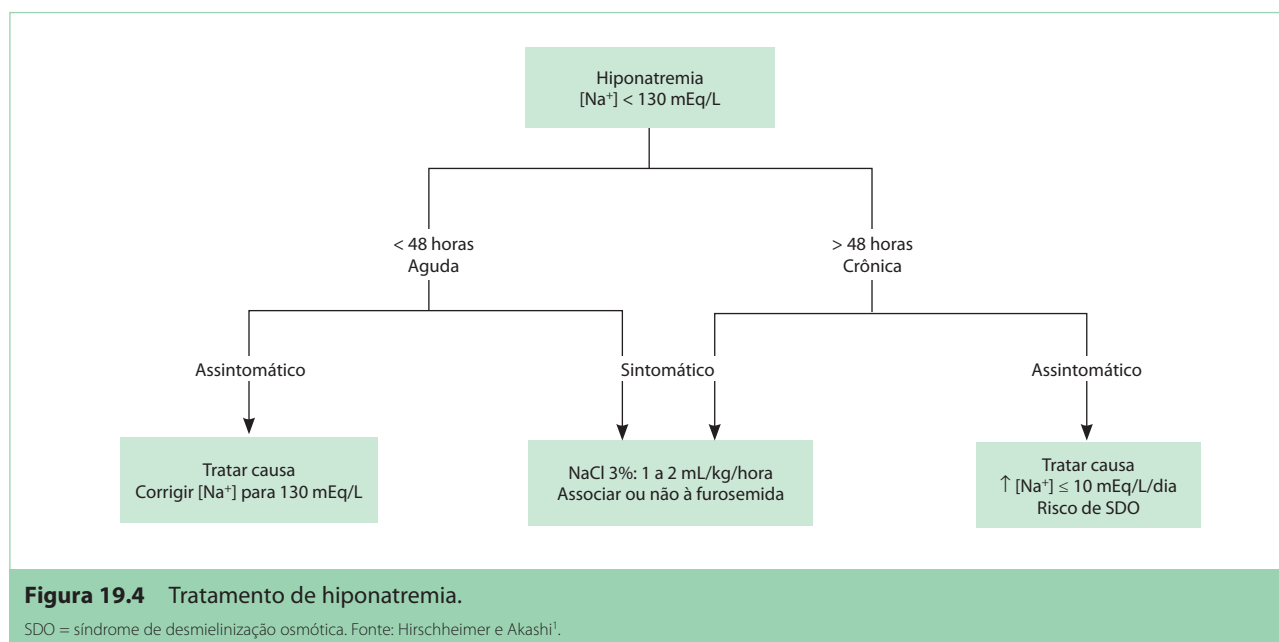 Hiponatremia
[Na⁺] < 130 mEq/L
< 48 horas
Aguda
> 48 horas
Crônica
Assintomático
Sintomático
Assintomático
Tratar causa
Corrigir [Na⁺] para 130 mEq/L
NaCl 3%: 1 a 2 mL/kg/hora
Associar ou não à furosemida
Tratar causa
↑ [Na⁺] ≤ 10 mEq/L/dia
Risco de SDO
Figura 19.4 Tratamento de hiponatremia.
SDO = síndrome de desmielinização osmótica. Fonte: Hirschheimer e Akashi¹.